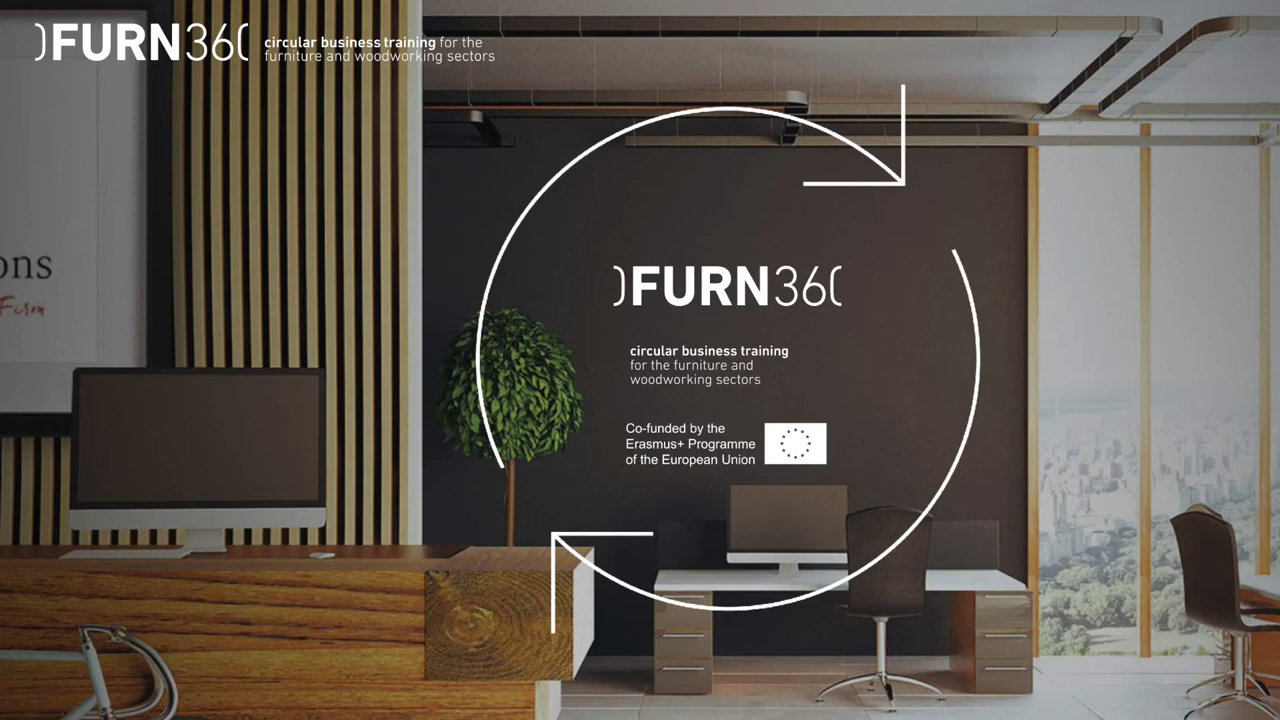 )FURN36(
circular business training for the
furniture and woodworking sectors
ons
Firm
)FURN36(
circular business training
for the furniture and
woodworking sectors
Co-funded by the
Erasmus+ Programme
of the European Union